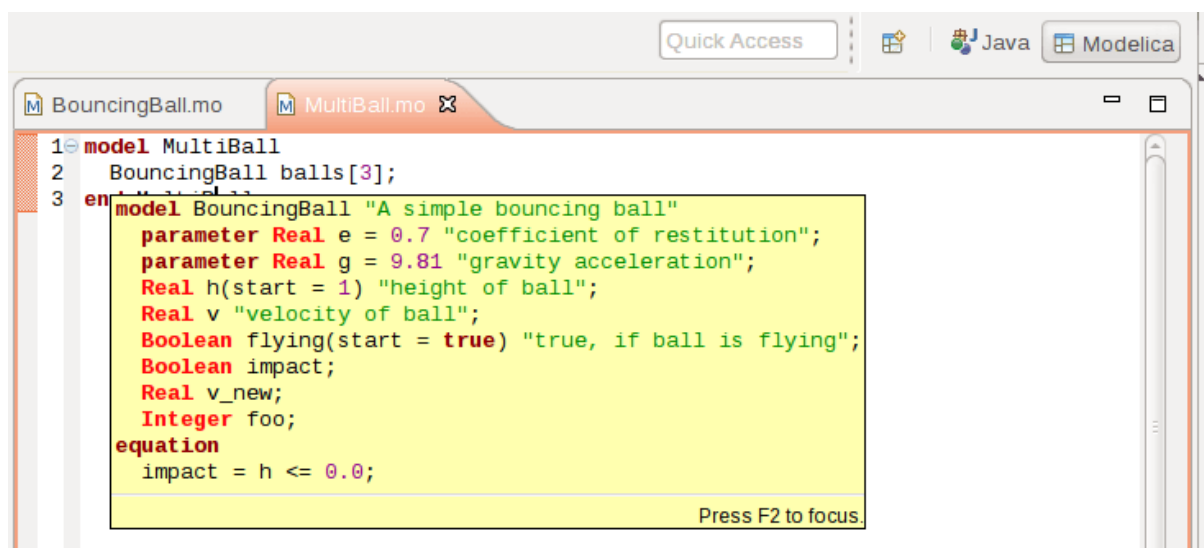 Quick Access Java Modelica
BouncingBall.mo MultiBall.mo
1 model MultiBall
2 BouncingBall balls[3];
3 en
model BouncingBall "A simple bouncing ball"
parameter Real e = 0.7 "coefficient of restitution";
parameter Real g = 9.81 "gravity acceleration";
Real h(start = 1) "height of ball";
Real v "velocity of ball";
Boolean flying(start = true) "true, if ball is flying";
Boolean impact;
Real v_new;
Integer foo;
equation
impact = h <= 0.0;
Press F2 to focus.